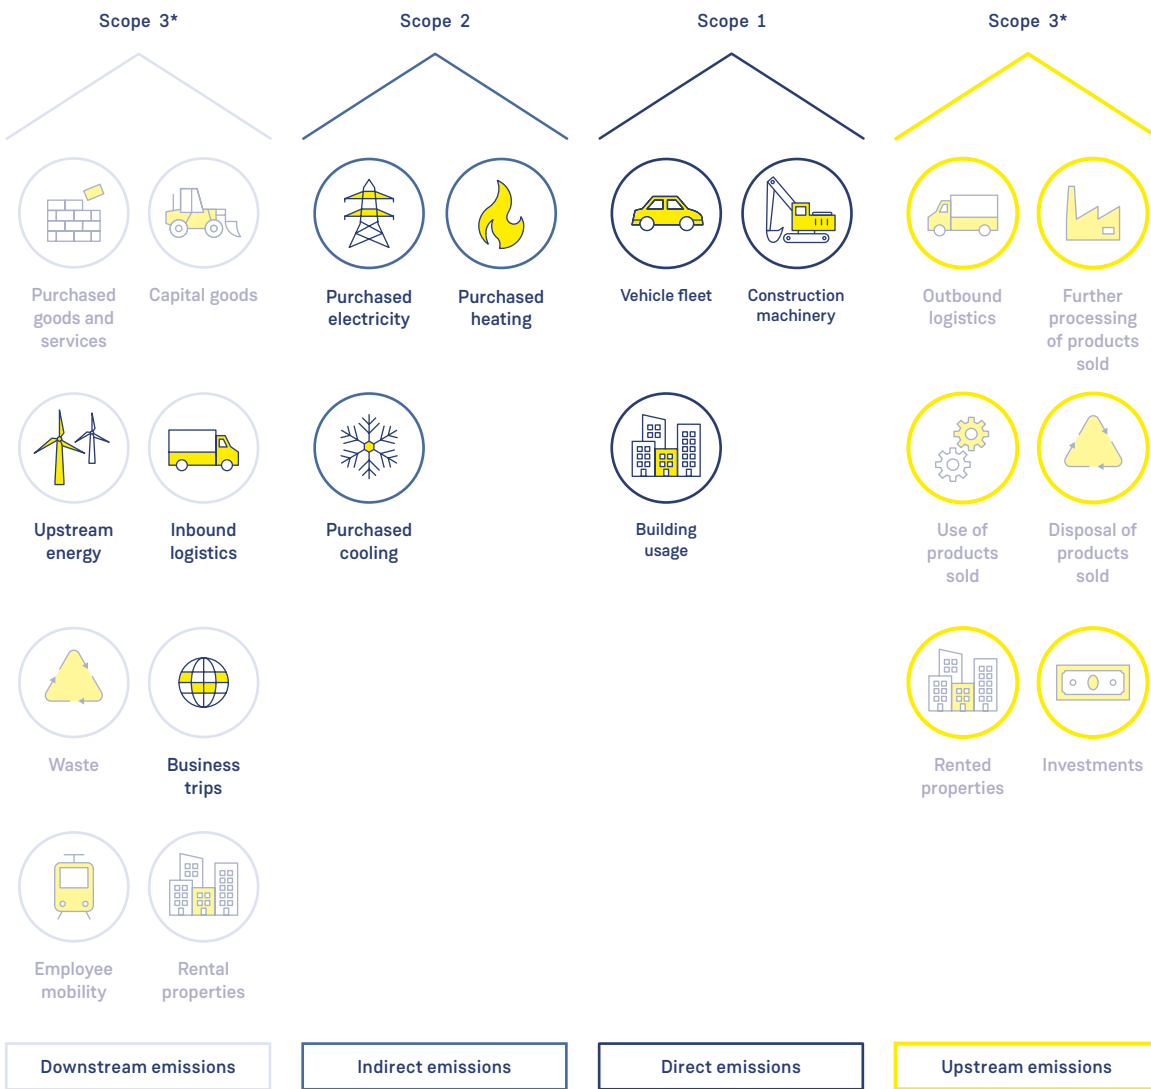 Scope 3*
Scope 2
Scope 1
Scope 3*
Purchased
goods and
services
Capital goods
Purchased
electricity
Purchased
heating
Vehicle fleet
Construction
machinery
Outbound
logistics
Further
processing
of products
sold
Upstream
energy
Inbound
logistics
Purchased
cooling
Building
usage
Use of
products
sold
Disposal of
products
sold
Waste
Business
trips
Rented
properties
Investments
Employee
mobility
Rental
properties
Downstream emissions
Indirect emissions
Direct emissions
Upstream emissions